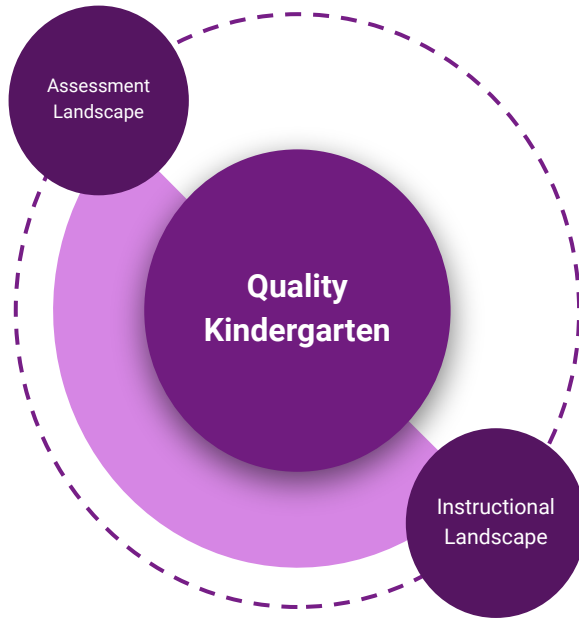 Assessment
Landscape
Quality
Kindergarten
Instructional
Landscape